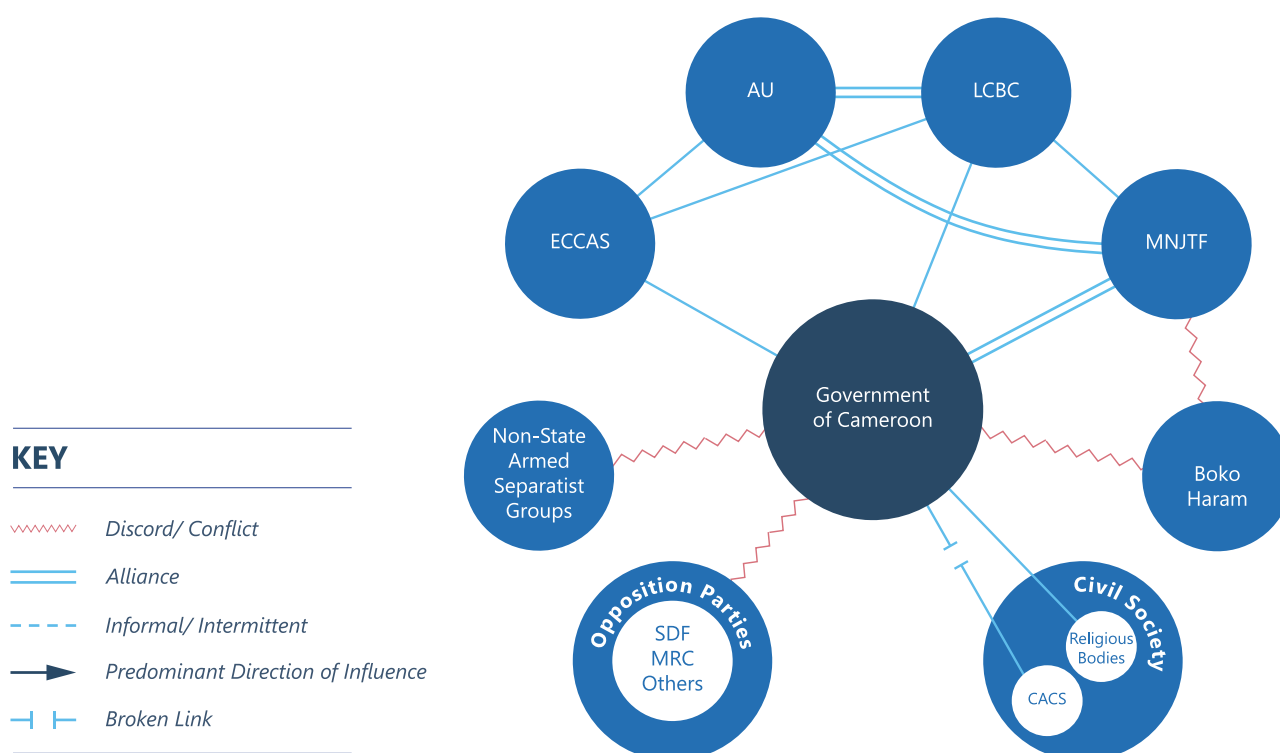 AU
LCBC
ECCAS
MNJTF
Government
of Cameroon
Non-State
Armed
Separatist
Groups
Boko
Haram
Opposition Parties
SDF
MRC
Others
Civil Society
Religious
Bodies
CACS
KEY
Discord/ Conflict
Alliance
Informal/ Intermittent
Predominant Direction of Influence
Broken Link